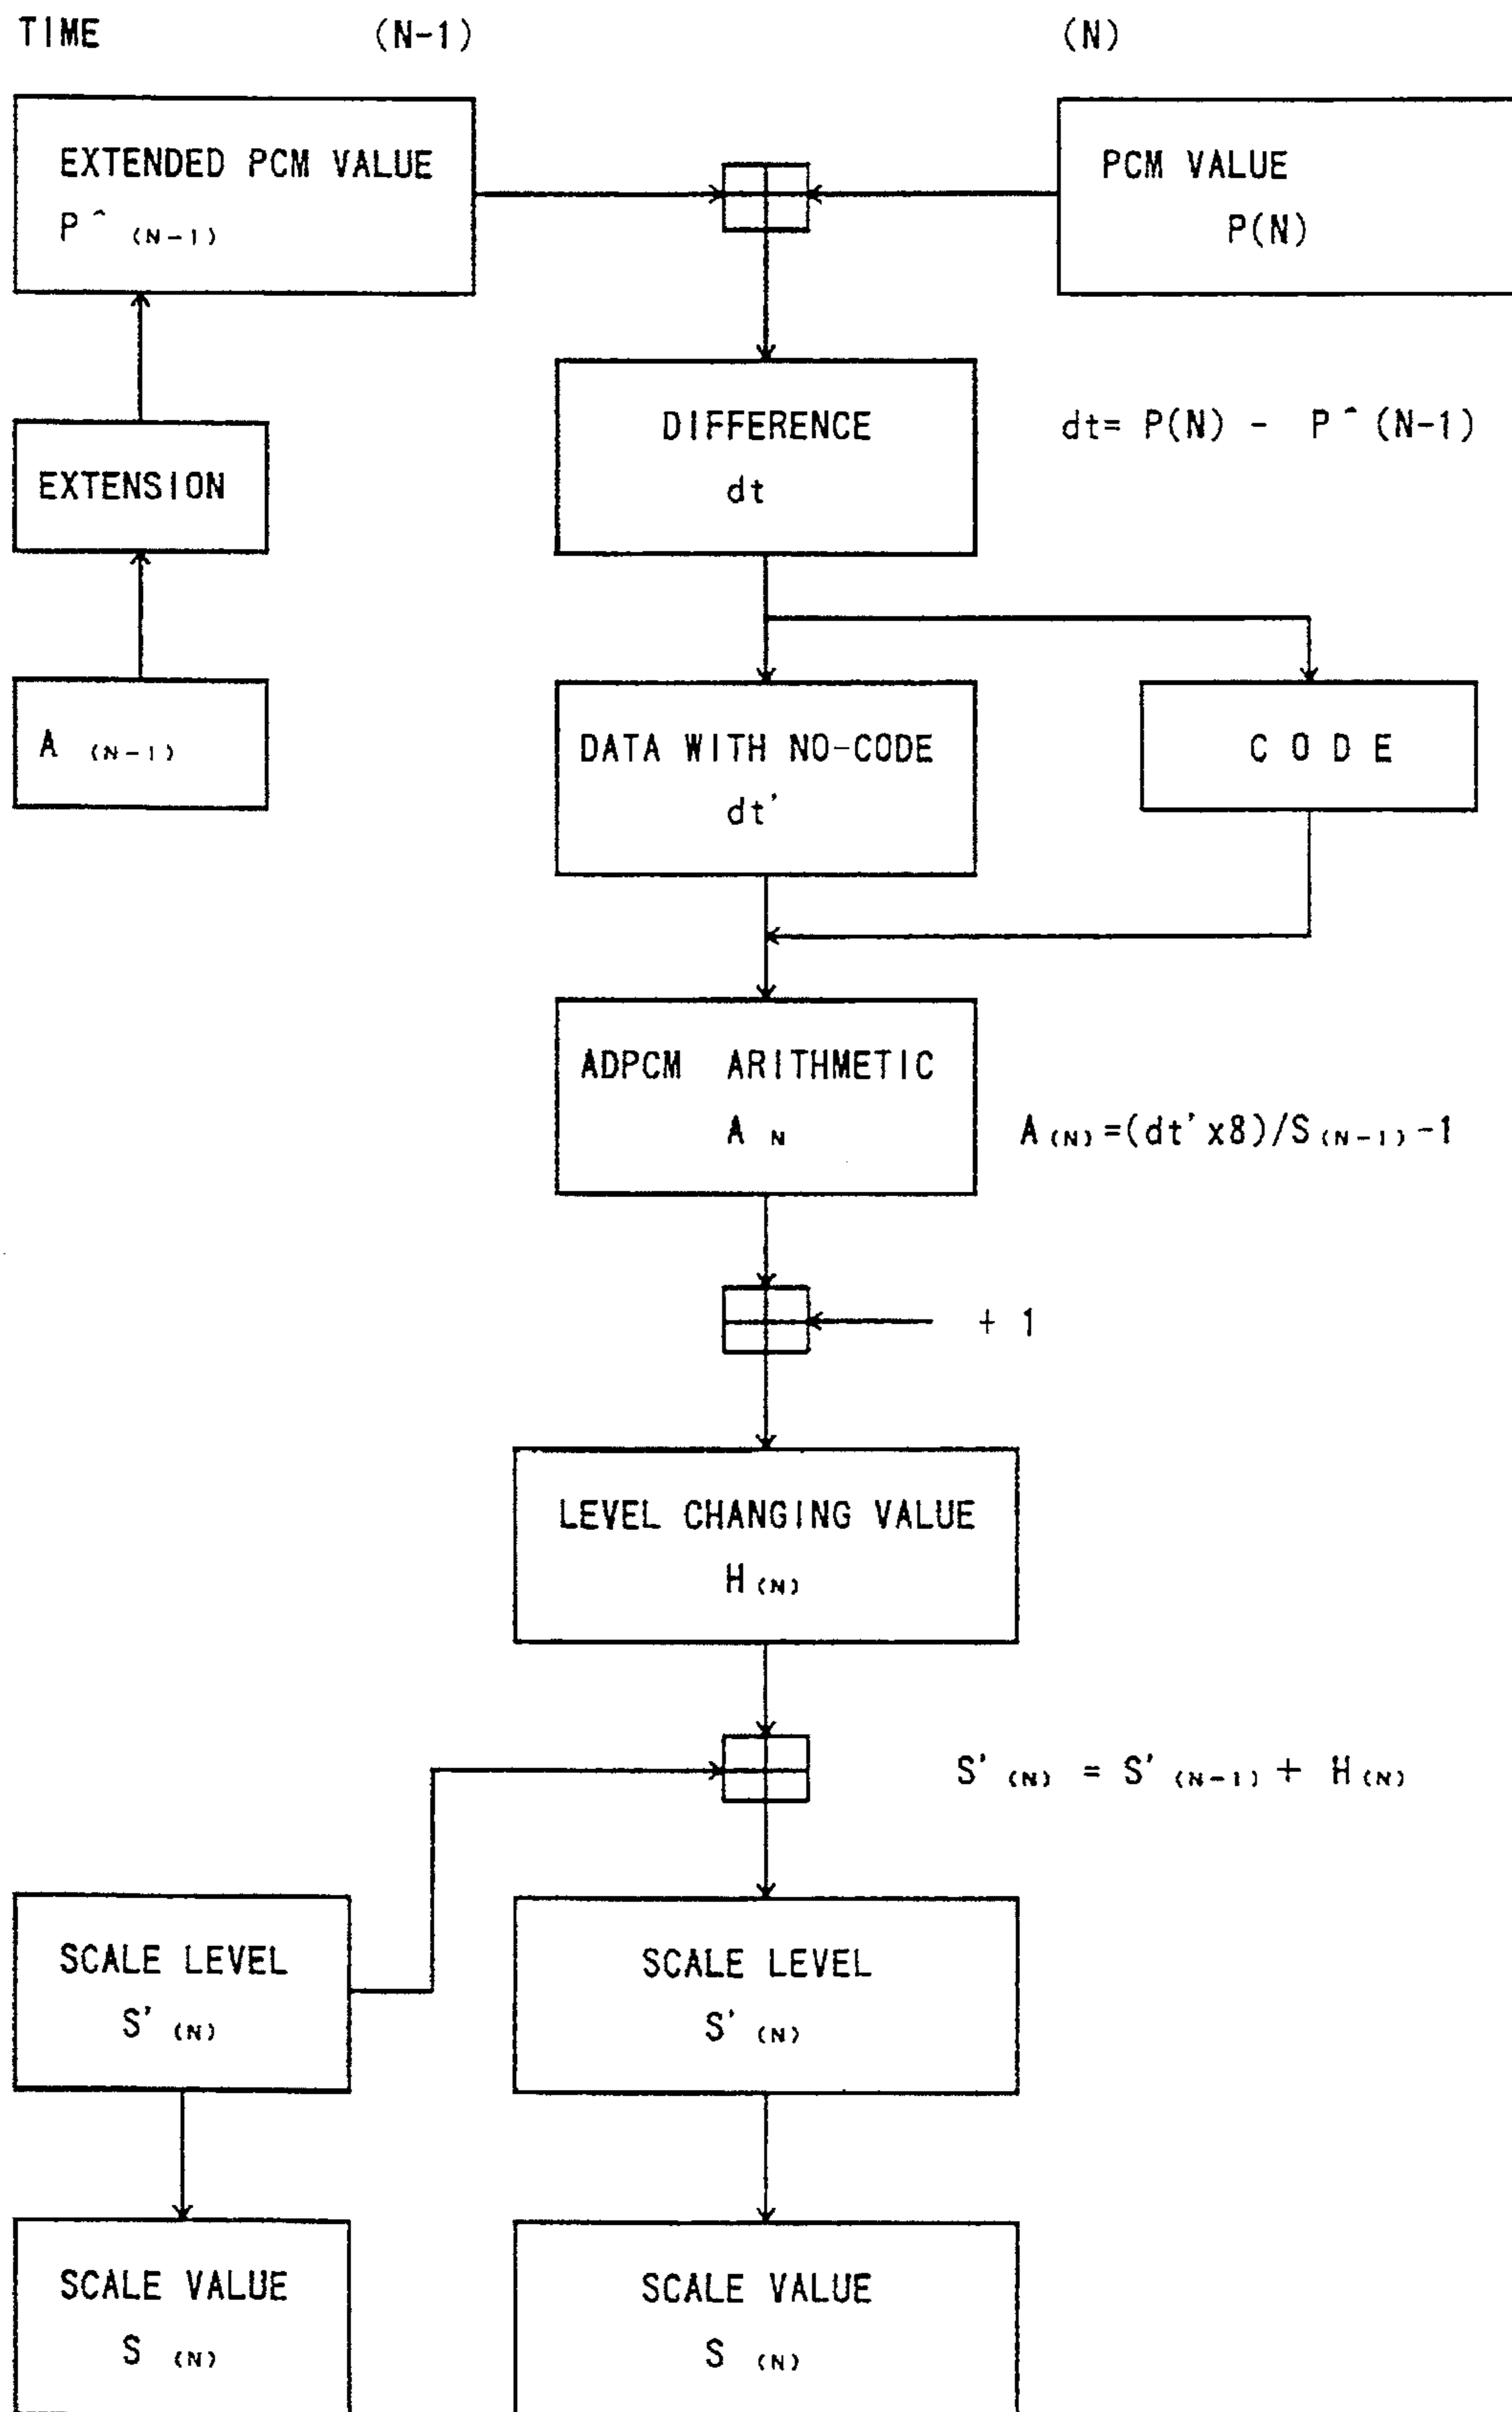 TIME (N-1) (N)
EXTENDED PCM VALUE
P^(N-1)
PCM VALUE
P(N)
DIFFERENCE
dt
dt= P(N) - P^(N-1)
EXTENSION
A (N-1)
DATA WITH NO-CODE
dt'
CODE
ADPCM ARITHMETIC
A N
A(N)=(dt'x8)/S(N-1)-1
+ 1
LEVEL CHANGING VALUE
H(N)
S'(N) = S'(N-1)+ H(N)
SCALE LEVEL
S'(N)
SCALE LEVEL
S'(N)
SCALE VALUE
S (N)
SCALE VALUE
S (N)